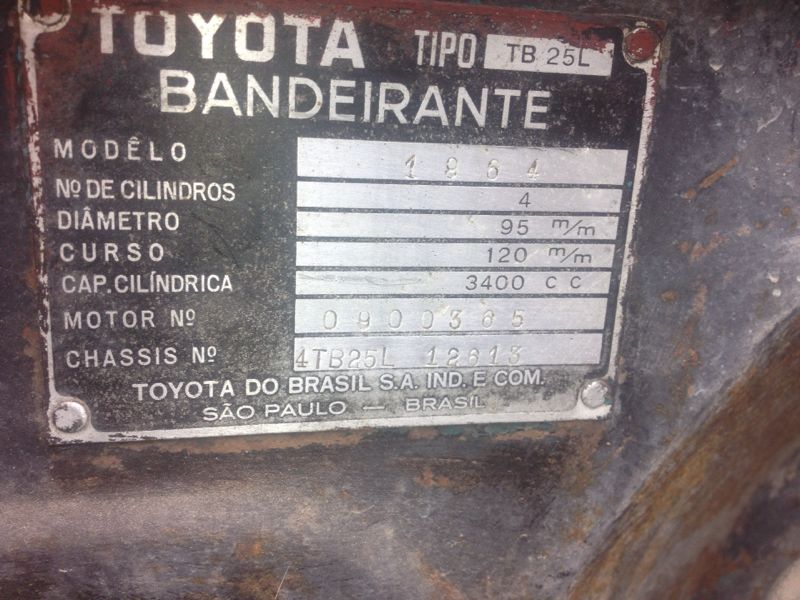 TOYOTA TIPO TB 25L
BANDEIRANTE
MODÊLO 1964
Nº DE CILINDROS 4
DIÂMETRO 95 m/m
CURSO 120 m/m
CAP. CILÍNDRICA 3400 C C
MOTOR Nº 0900365
CHASSIS Nº 4TB25L 12613
TOYOTA DO BRASIL S.A. IND. E COM.
SÃO PAULO — BRASIL